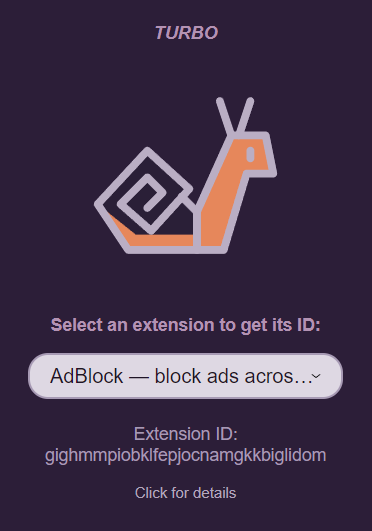 TURBO
Select an extension to get its ID:
AdBlock — block ads acros...
Extension ID:
gighmmpiobklfepjocnamgkkbiglidom
Click for details